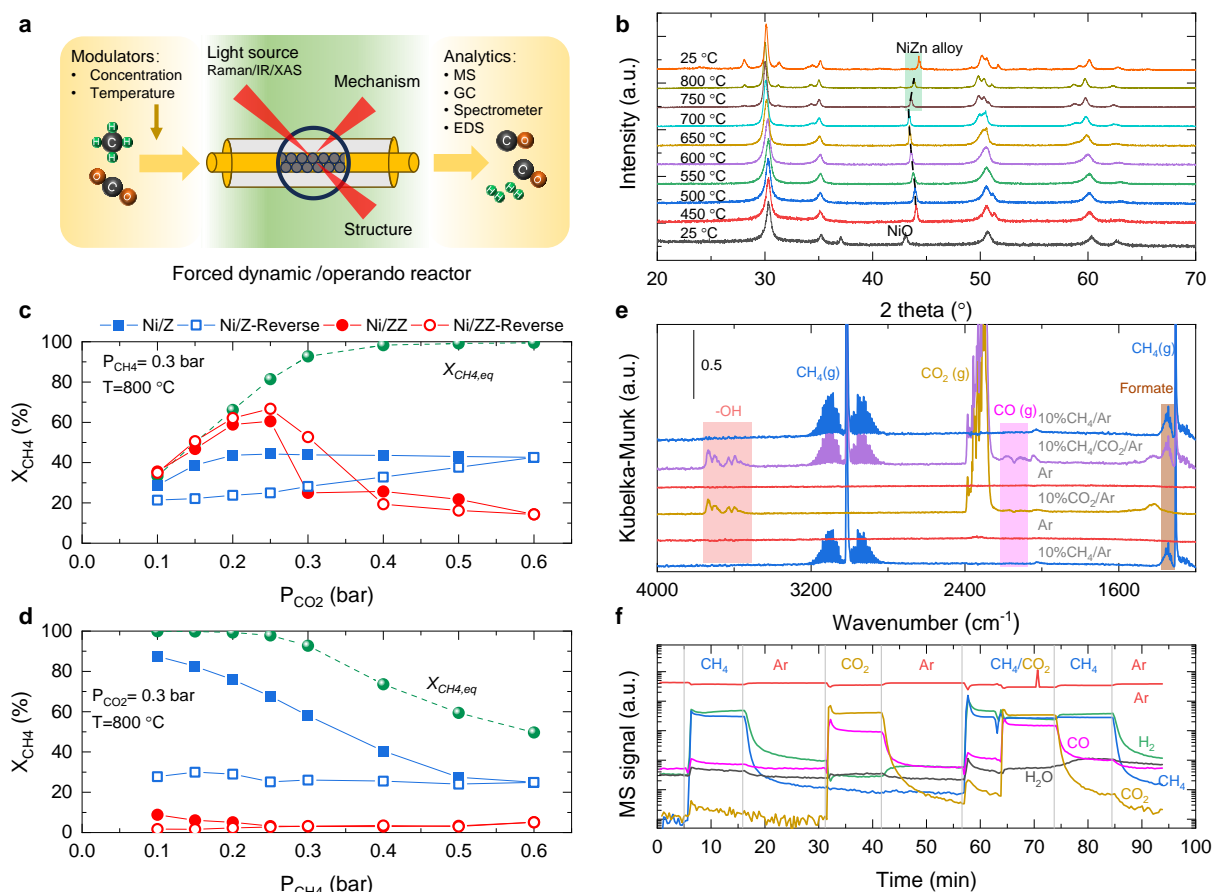 a
Modulators:
• Concentration
• Temperature
Light source
Raman/IR/XAS
Mechanism
Structure
Analytics:
• MS
• GC
• Spectrometer
• EDS
H
H
C
H
H
O
C
O
C
O
C
O
Forced dynamic /operando reactor
b
Intensity (a.u.)
25 °C
800 °C
750 °C
700 °C
650 °C
600 °C
550 °C
500 °C
450 °C
25 °C
NiZn alloy
NiO
20 30 40 50 60 70
2 theta (°)
c
Ni/Z Ni/Z-Reverse Ni/ZZ Ni/ZZ-Reverse
X_CH4 (%)
100
80
60
40
20
0
P_CH4= 0.3 bar
T=800 °C
X_CH4,eq
0.0 0.1 0.2 0.3 0.4 0.5 0.6
P_CO2 (bar)
d
X_CH4 (%)
100
80
60
40
20
0
P_CO2= 0.3 bar
T=800 °C
X_CH4,eq
0.0 0.1 0.2 0.3 0.4 0.5 0.6
P_CH4 (bar)
e
Kubelka-Munk (a.u.)
0.5
-OH
CH4(g)
CO2 (g)
CO (g)
CH4(g)
Formate
10%CH4/Ar
10%CH4/CO2/Ar
Ar
10%CO2/Ar
Ar
10%CH4/Ar
4000 3200 2400 1600
Wavenumber (cm-1)
f
MS signal (a.u.)
CH4 Ar CO2 Ar CH4/CO2 CH4 Ar
Ar
H2
CO
H2O
CH4
CO2
0 10 20 30 40 50 60 70 80 90 100
Time (min)